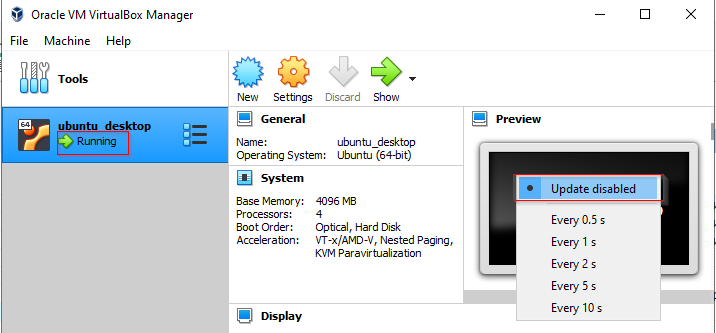 Oracle VM VirtualBox Manager
File Machine Help
Tools
New Settings Discard Show
64
ubuntu_desktop
Running
General
Name: ubuntu_desktop
Operating System: Ubuntu (64-bit)
System
Base Memory: 4096 MB
Processors: 4
Boot Order: Optical, Hard Disk
Acceleration: VT-x/AMD-V, Nested Paging,
KVM Paravirtualization
Display
Preview
Update disabled
Every 0.5 s
Every 1 s
Every 2 s
Every 5 s
Every 10 s